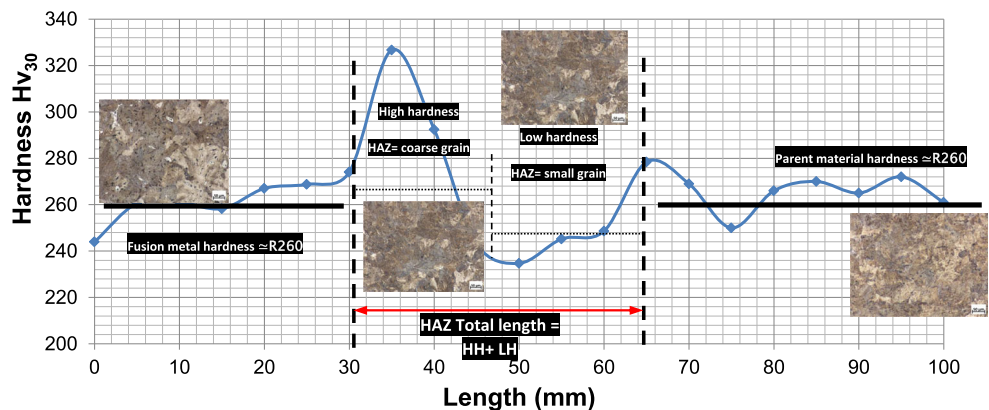 340
320
300
280
260
240
220
200
Hardness Hv30
High hardness
HAZ= coarse grain
Low hardness
HAZ= small grain
Parent material hardness ≃R260
Fusion metal hardness ≃R260
HAZ Total length =
HH+ LH
0 10 20 30 40 50 60 70 80 90 100
Length (mm)